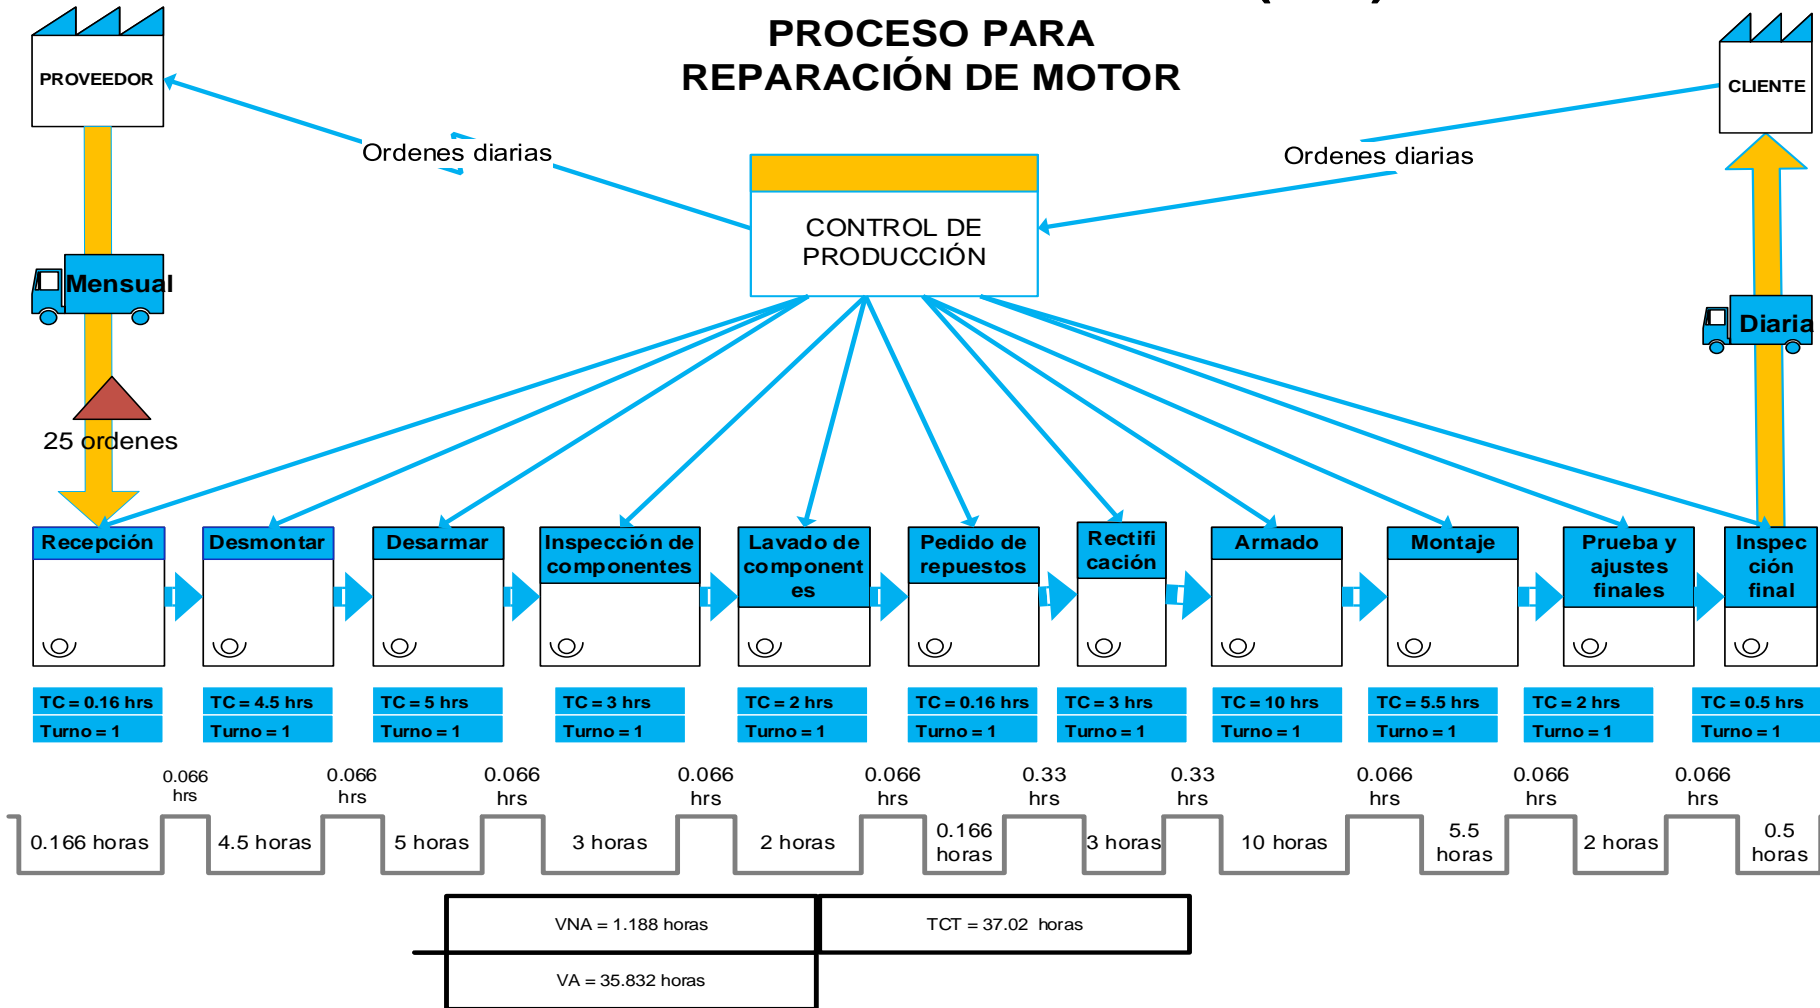 PROCESO PARA
REPARACIÓN DE MOTOR
PROVEEDOR
CLIENTE
Ordenes diarias
Ordenes diarias
CONTROL DE
PRODUCCIÓN
Mensual
Diaria
25 ordenes
Recepción
Desmontar
Desarmar
Inspección de
componentes
Lavado de
component
es
Pedido de
repuestos
Rectifi
cación
Armado
Montaje
Prueba y
ajustes
finales
Inspec
ción
final
TC = 0.16 hrs
Turno = 1
TC = 4.5 hrs
Turno = 1
TC = 5 hrs
Turno = 1
TC = 3 hrs
Turno = 1
TC = 2 hrs
Turno = 1
TC = 0.16 hrs
Turno = 1
TC = 3 hrs
Turno = 1
TC = 10 hrs
Turno = 1
TC = 5.5 hrs
Turno = 1
TC = 2 hrs
Turno = 1
TC = 0.5 hrs
Turno = 1
0.066
hrs
0.066
hrs
0.066
hrs
0.066
hrs
0.066
hrs
0.33
hrs
0.33
hrs
0.066
hrs
0.066
hrs
0.066
hrs
0.166 horas
4.5 horas
5 horas
3 horas
2 horas
0.166
horas
3 horas
10 horas
5.5
horas
2 horas
0.5
horas
VNA = 1.188 horas
TCT = 37.02 horas
VA = 35.832 horas